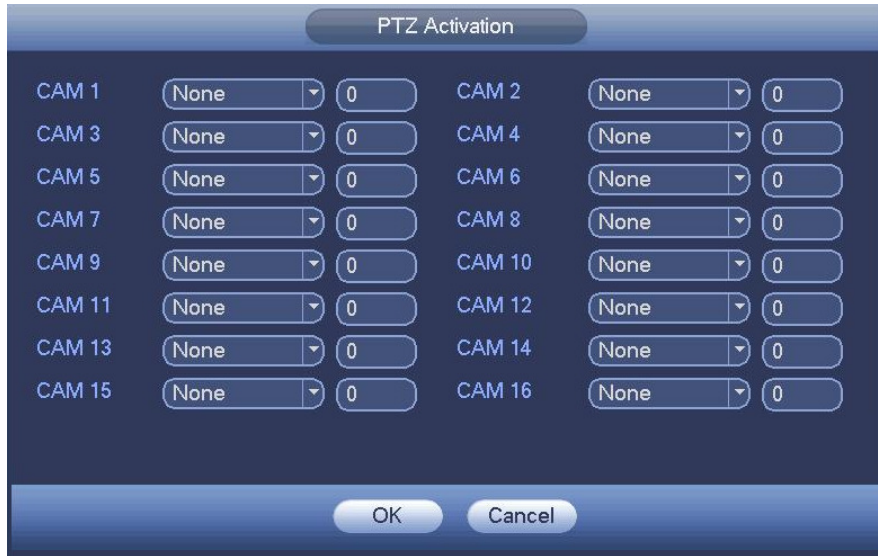 PTZ Activation
CAM 1 None 0 CAM 2 None 0
CAM 3 None 0 CAM 4 None 0
CAM 5 None 0 CAM 6 None 0
CAM 7 None 0 CAM 8 None 0
CAM 9 None 0 CAM 10 None 0
CAM 11 None 0 CAM 12 None 0
CAM 13 None 0 CAM 14 None 0
CAM 15 None 0 CAM 16 None 0
OK Cancel